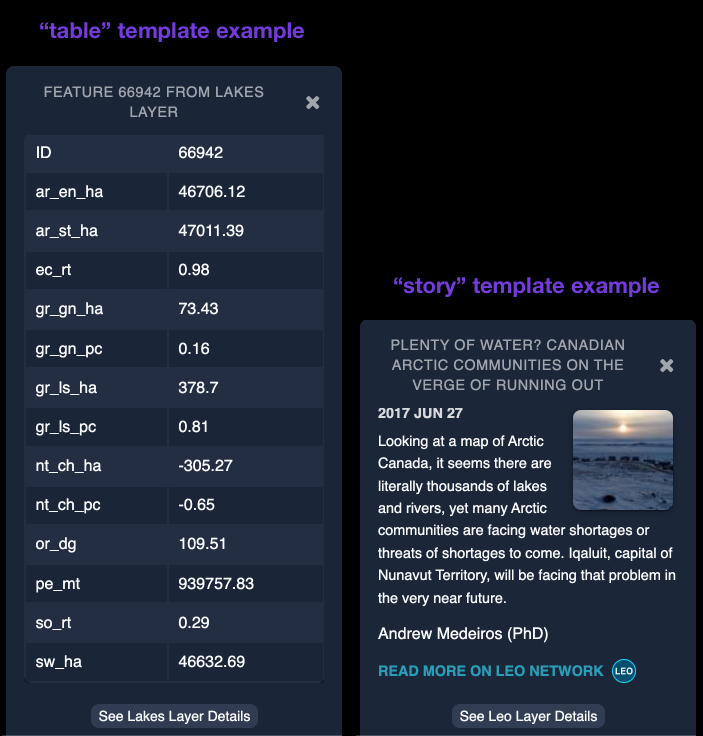 “table” template example
FEATURE 66942 FROM LAKES
LAYER
ID 66942
ar_en_ha 46706.12
ar_st_ha 47011.39
ec_rt 0.98
gr_gn_ha 73.43
gr_gn_pc 0.16
gr_ls_ha 378.7
gr_ls_pc 0.81
nt_ch_ha -305.27
nt_ch_pc -0.65
or_dg 109.51
pe_mt 939757.83
so_rt 0.29
sw_ha 46632.69
See Lakes Layer Details
“story” template example
PLENTY OF WATER? CANADIAN
ARCTIC COMMUNITIES ON THE
VERGE OF RUNNING OUT
2017 JUN 27
Looking at a map of Arctic
Canada, it seems there are
literally thousands of lakes
and rivers, yet many Arctic
communities are facing water shortages or
threats of shortages to come. Iqaluit, capital of
Nunavut Territory, will be facing that problem in
the very near future.
Andrew Medeiros (PhD)
READ MORE ON LEO NETWORK LEO
See Leo Layer Details